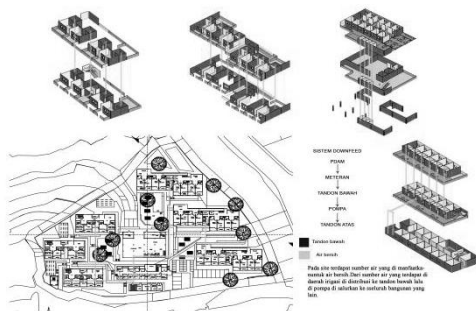 SISTEM DOWNFEED
PDAM
METERAN
TANDON BAWAH
POMPA
TANDON ATAS
Tandon bawah
Air bersih
Pada site terdapat sumber air yang di manfaatkan
untuk air bersih. Dari sumber air yang terdapat di
daerah irigasi di distribusi ke tandon bawah lalu
di pompa di salurkan ke seluruh bangunan yang
lain.